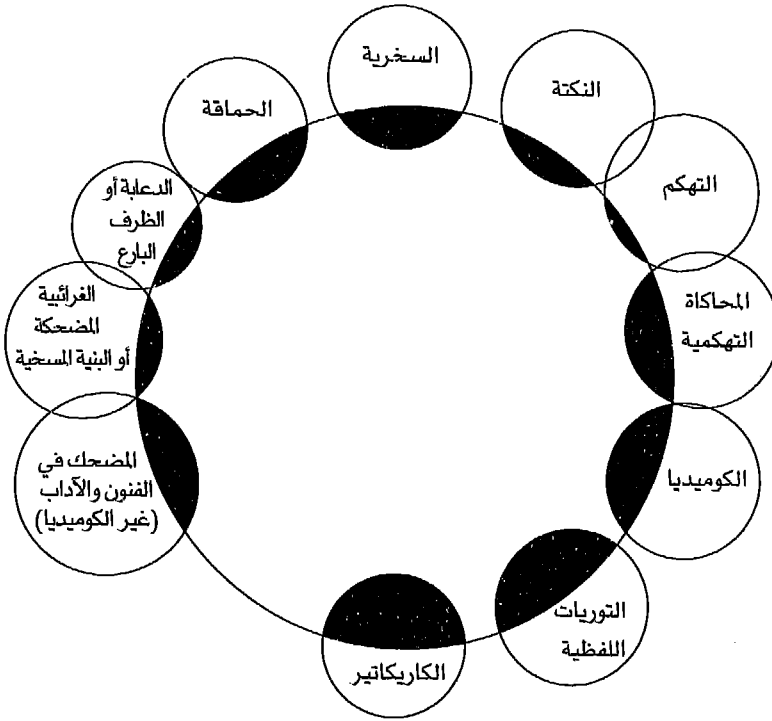 السخرية
النكتة
التهكم
المحاكاة
التهكمية
الكوميديا
التوريات
اللفظية
الكاريكاتير
المضحك في
الفنون والآداب
(غير الكوميديا)
الغرائبية
المضحكة
أو البنية المسخية
الدعابة أو
الظرف
البارع
الحماقة